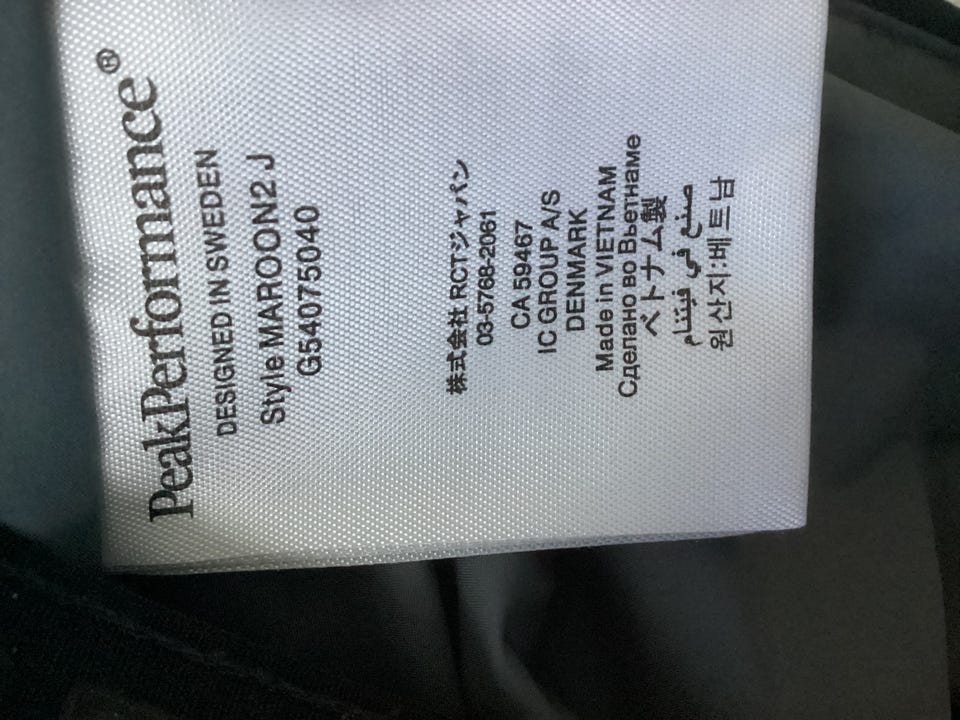 PeakPerformance®
DESIGNED IN SWEDEN
Style MAROON2 J
G54075040
株式会社 RCTジャパン
03-5768-2061
CA 59467
IC GROUP A/S
DENMARK
Made in VIETNAM
Сделано во Вьетнаме
ベトナム製
صنع في فيتنام
원산지:베트남